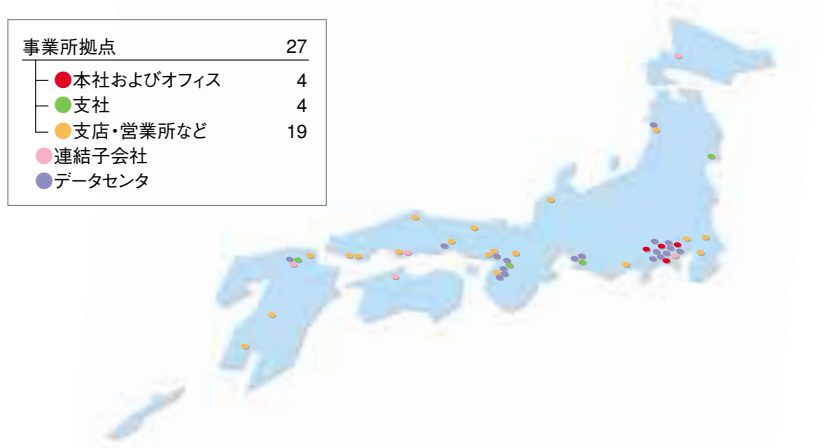 事業所拠点 27
本社およびオフィス 4
支社 4
支店・営業所など 19
連結子会社
データセンタ